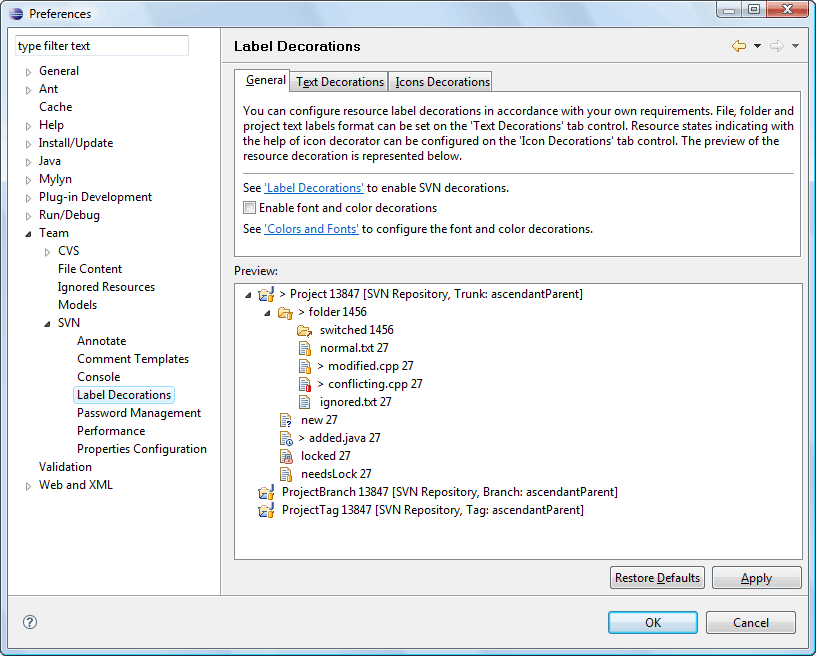 Preferences
type filter text
General
Ant
Cache
Help
Install/Update
Java
Mylyn
Plug-in Development
Run/Debug
Team
CVS
File Content
Ignored Resources
Models
SVN
Annotate
Comment Templates
Console
Label Decorations
Password Management
Performance
Properties Configuration
Validation
Web and XML
Label Decorations
General Text Decorations Icons Decorations
You can configure resource label decorations in accordance with your own requirements. File, folder and
project text labels format can be set on the 'Text Decorations' tab control. Resource states indicating with
the help of icon decorator can be configured on the 'Icon Decorations' tab control. The preview of the
resource decoration is represented below.
See 'Label Decorations' to enable SVN decorations.
Enable font and color decorations
See 'Colors and Fonts' to configure the font and color decorations.
Preview:
> Project 13847 [SVN Repository, Trunk: ascendantParent]
> folder 1456
switched 1456
normal.txt 27
> modified.cpp 27
> conflicting.cpp 27
ignored.txt 27
new 27
> added.java 27
locked 27
needsLock 27
ProjectBranch 13847 [SVN Repository, Branch: ascendantParent]
ProjectTag 13847 [SVN Repository, Tag: ascendantParent]
Restore Defaults Apply
? OK Cancel